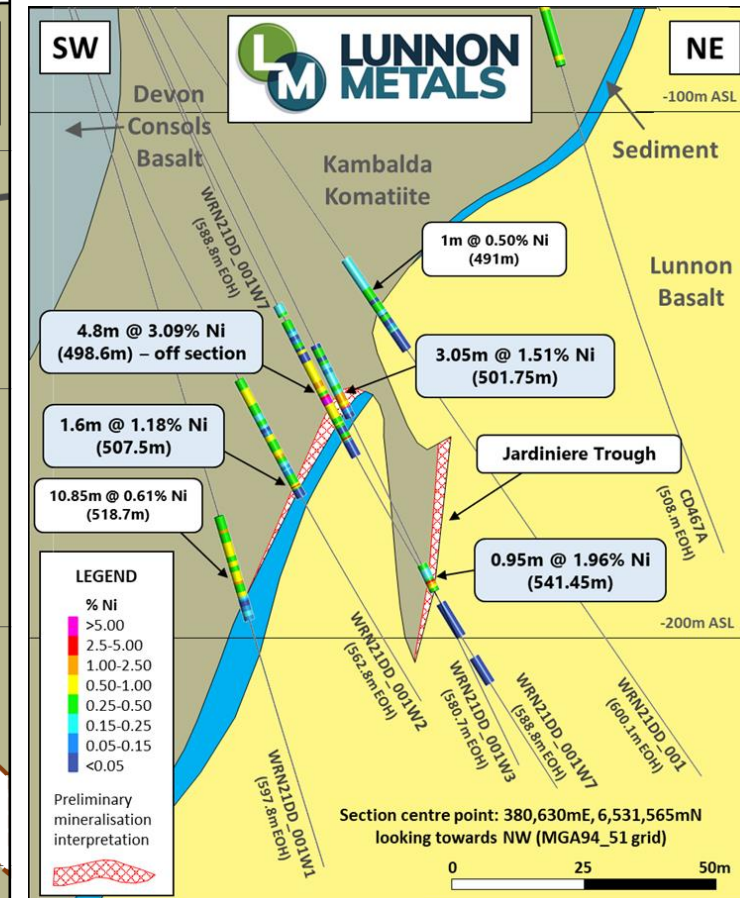 SW
LM
LUNNON
METALS
NE
Devon
Consols
Basalt
-100m ASL
Sediment
Kambalda
Komatiite
WRN21DD_001W7
(588.8m EOH)
1m @ 0.50% Ni
(491m)
Lunnon
Basalt
4.8m @ 3.09% Ni
(498.6m) – off section
3.05m @ 1.51% Ni
(501.75m)
1.6m @ 1.18% Ni
(507.5m)
Jardiniere Trough
10.85m @ 0.61% Ni
(518.7m)
CD467A
(508.m EOH)
0.95m @ 1.96% Ni
(541.45m)
LEGEND
% Ni
>5.00
2.5-5.00
1.00-2.50
0.50-1.00
0.25-0.50
0.15-0.25
0.05-0.15
<0.05
Preliminary
mineralisation
interpretation
-200m ASL
WRN21DD_001W2
(562.8m EOH)
WRN21DD_001W3
(580.7m EOH)
WRN21DD_001W7
(588.8m EOH)
WRN21DD_001
(600.1m EOH)
WRN21DD_001W1
(597.8m EOH)
Section centre point: 380,630mE, 6,531,565mN
looking towards NW (MGA94_51 grid)
0 25 50m